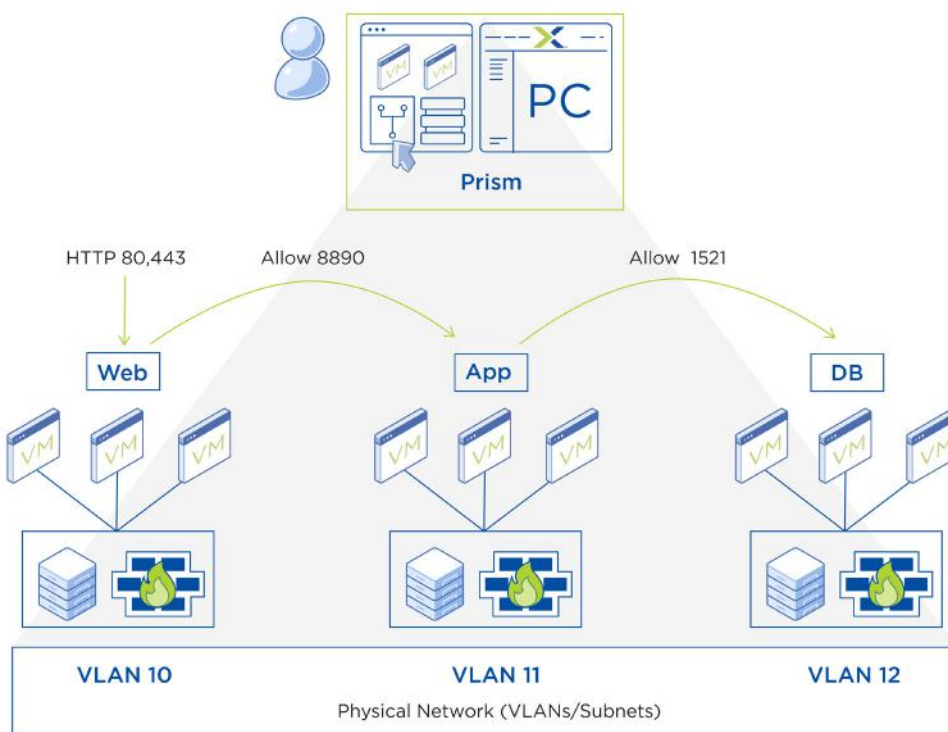 VM VM
PC
Prism
HTTP 80,443 Allow 8890 Allow 1521
Web App DB
VM VM VM VM VM VM VM VM VM
VLAN 10 VLAN 11 VLAN 12
Physical Network (VLANs/Subnets)